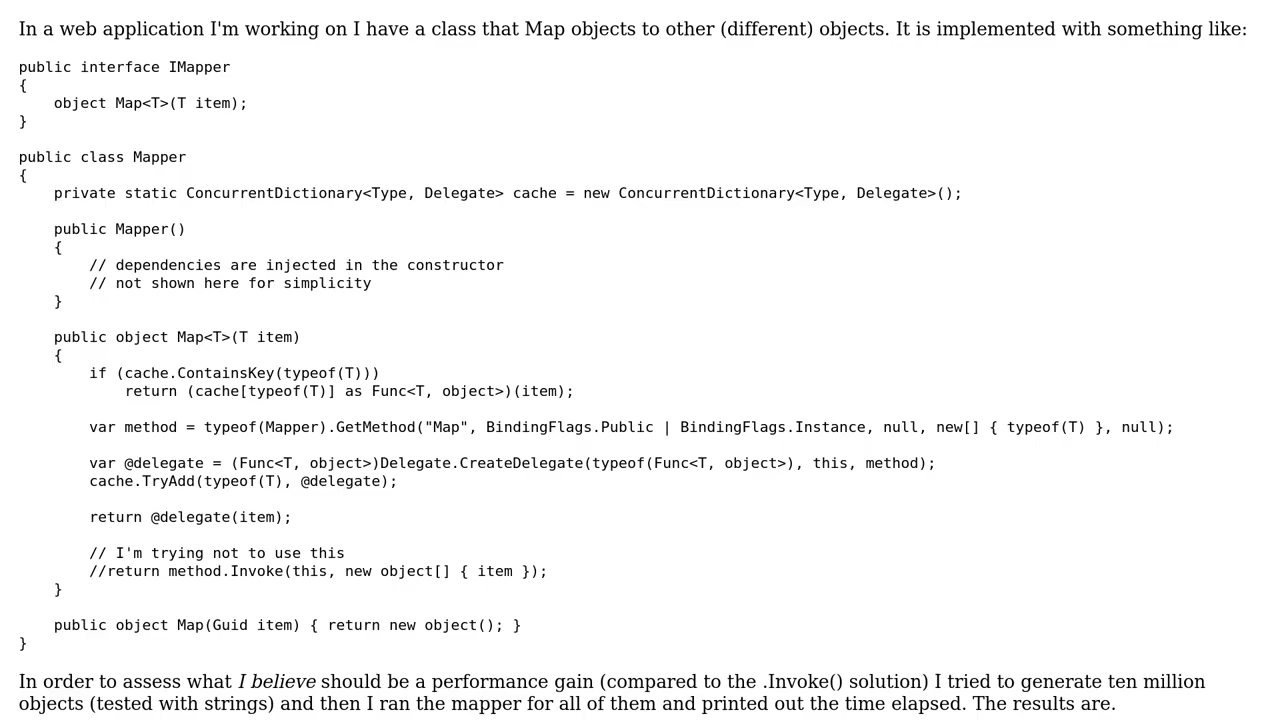 In a web application I'm working on I have a class that Map objects to other (different) objects. It is implemented with something like:
public interface IMapper
{
    object Map<T>(T item);
}
public class Mapper
{
    private static ConcurrentDictionary<Type, Delegate> cache = new ConcurrentDictionary<Type, Delegate>();
    public Mapper()
    {
        // dependencies are injected in the constructor
        // not shown here for simplicity
    }
    public object Map<T>(T item)
    {
        if (cache.ContainsKey(typeof(T)))
            return (cache[typeof(T)] as Func<T, object>)(item);
        var method = typeof(Mapper).GetMethod("Map", BindingFlags.Public | BindingFlags.Instance, null, new[] { typeof(T) }, null);
        var @delegate = (Func<T, object>)Delegate.CreateDelegate(typeof(Func<T, object>), this, method);
        cache.TryAdd(typeof(T), @delegate);
        return @delegate(item);
        // I'm trying not to use this
        //return method.Invoke(this, new object[] { item });
    }
    public object Map(Guid item) { return new object(); }
}
In order to assess what I believe should be a performance gain (compared to the .Invoke() solution) I tried to generate ten million
objects (tested with strings) and then I ran the mapper for all of them and printed out the time elapsed. The results are.